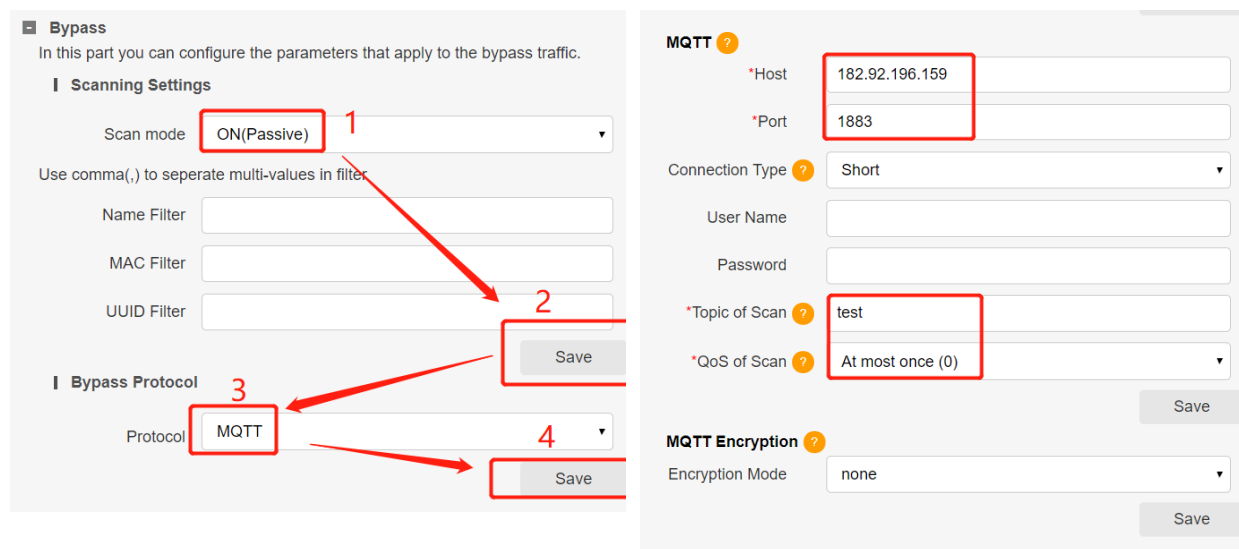 Bypass
In this part you can configure the parameters that apply to the bypass traffic.
Scanning Settings
Scan mode ON(Passive) 1
Use comma(,) to seperate multi-values in filter
Name Filter
MAC Filter
UUID Filter
2
Save
Bypass Protocol
3
Protocol MQTT
4
Save
MQTT ?
*Host 182.92.196.159
*Port 1883
Connection Type ? Short
User Name
Password
*Topic of Scan ? test
*QoS of Scan ? At most once (0)
Save
MQTT Encryption ?
Encryption Mode none
Save